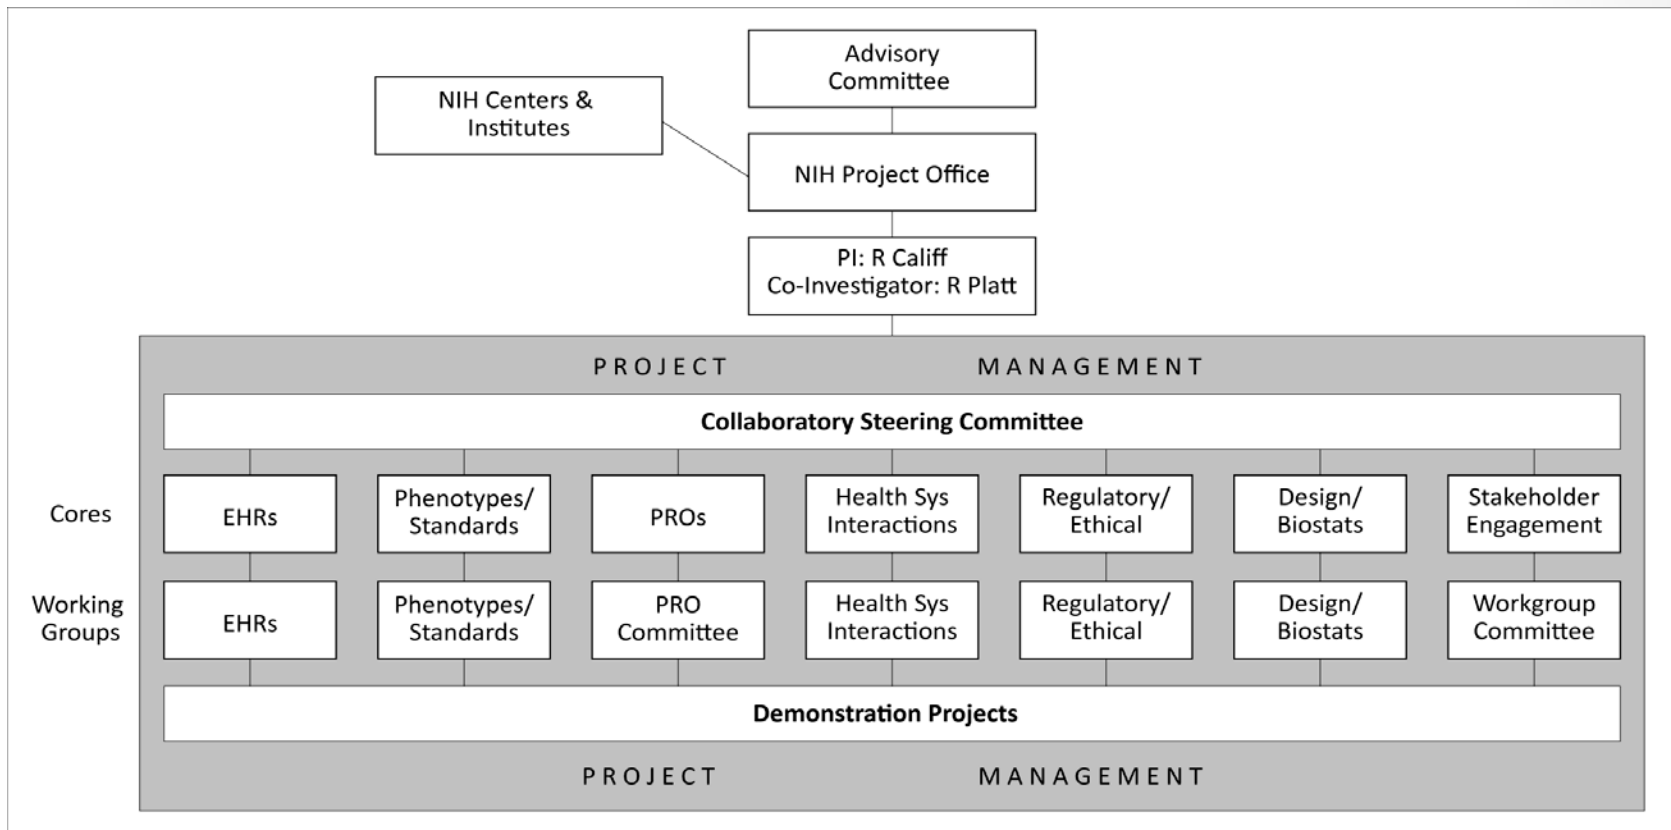 Advisory
Committee
NIH Centers &
Institutes
NIH Project Office
PI: R Califf
Co-Investigator: R Platt
PROJECT MANAGEMENT
Collaboratory Steering Committee
Cores
EHRs
Phenotypes/
Standards
PROs
Health Sys
Interactions
Regulatory/
Ethical
Design/
Biostats
Stakeholder
Engagement
Working
Groups
EHRs
Phenotypes/
Standards
PRO
Committee
Health Sys
Interactions
Regulatory/
Ethical
Design/
Biostats
Workgroup
Committee
Demonstration Projects
PROJECT MANAGEMENT